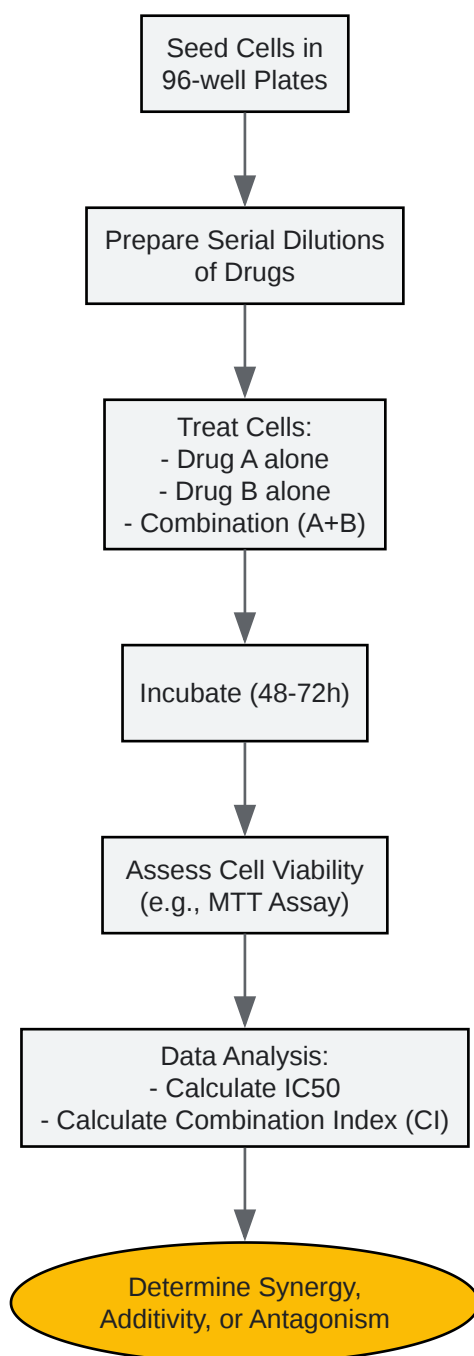 Seed Cells in
96-well Plates
Prepare Serial Dilutions
of Drugs
Treat Cells:
- Drug A alone
- Drug B alone
- Combination (A+B)
Incubate (48-72h)
Assess Cell Viability
(e.g., MTT Assay)
Data Analysis:
- Calculate IC50
- Calculate Combination Index (CI)
Determine Synergy,
Additivity, or Antagonism